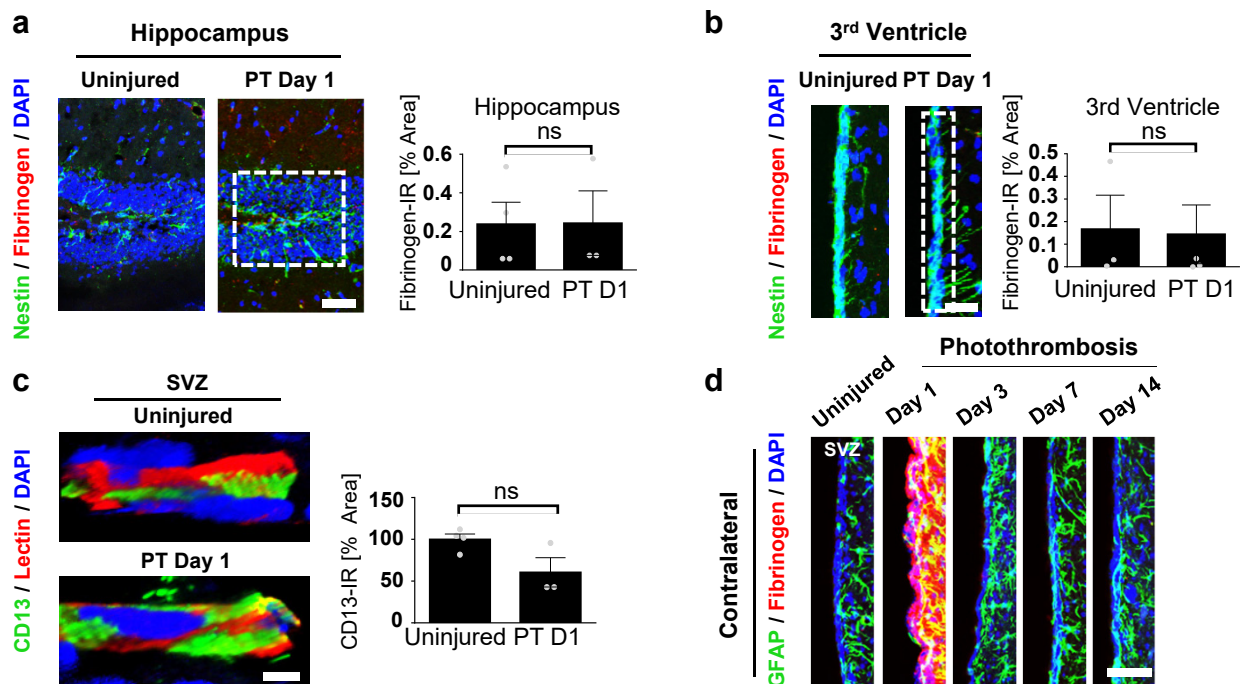 a
Hippocampus
Uninjured
PT Day 1
Nestin / Fibrinogen / DAPI
Hippocampus
ns
Fibrinogen-IR [% Area]
0.6
0.4
0.2
0
Uninjured
PT D1
b
3rd Ventricle
Uninjured
PT Day 1
Nestin / Fibrinogen / DAPI
3rd Ventricle
ns
Fibrinogen-IR [% Area]
0.5
0.4
0.3
0.2
0.1
0
Uninjured
PT D1
c
SVZ
Uninjured
PT Day 1
CD13 / Lectin / DAPI
ns
CD13-IR [% Area]
150
100
50
0
Uninjured
PT D1
d
Photothrombosis
Uninjured
Day 1
Day 3
Day 7
Day 14
SVZ
Contralateral
GFAP / Fibrinogen / DAPI